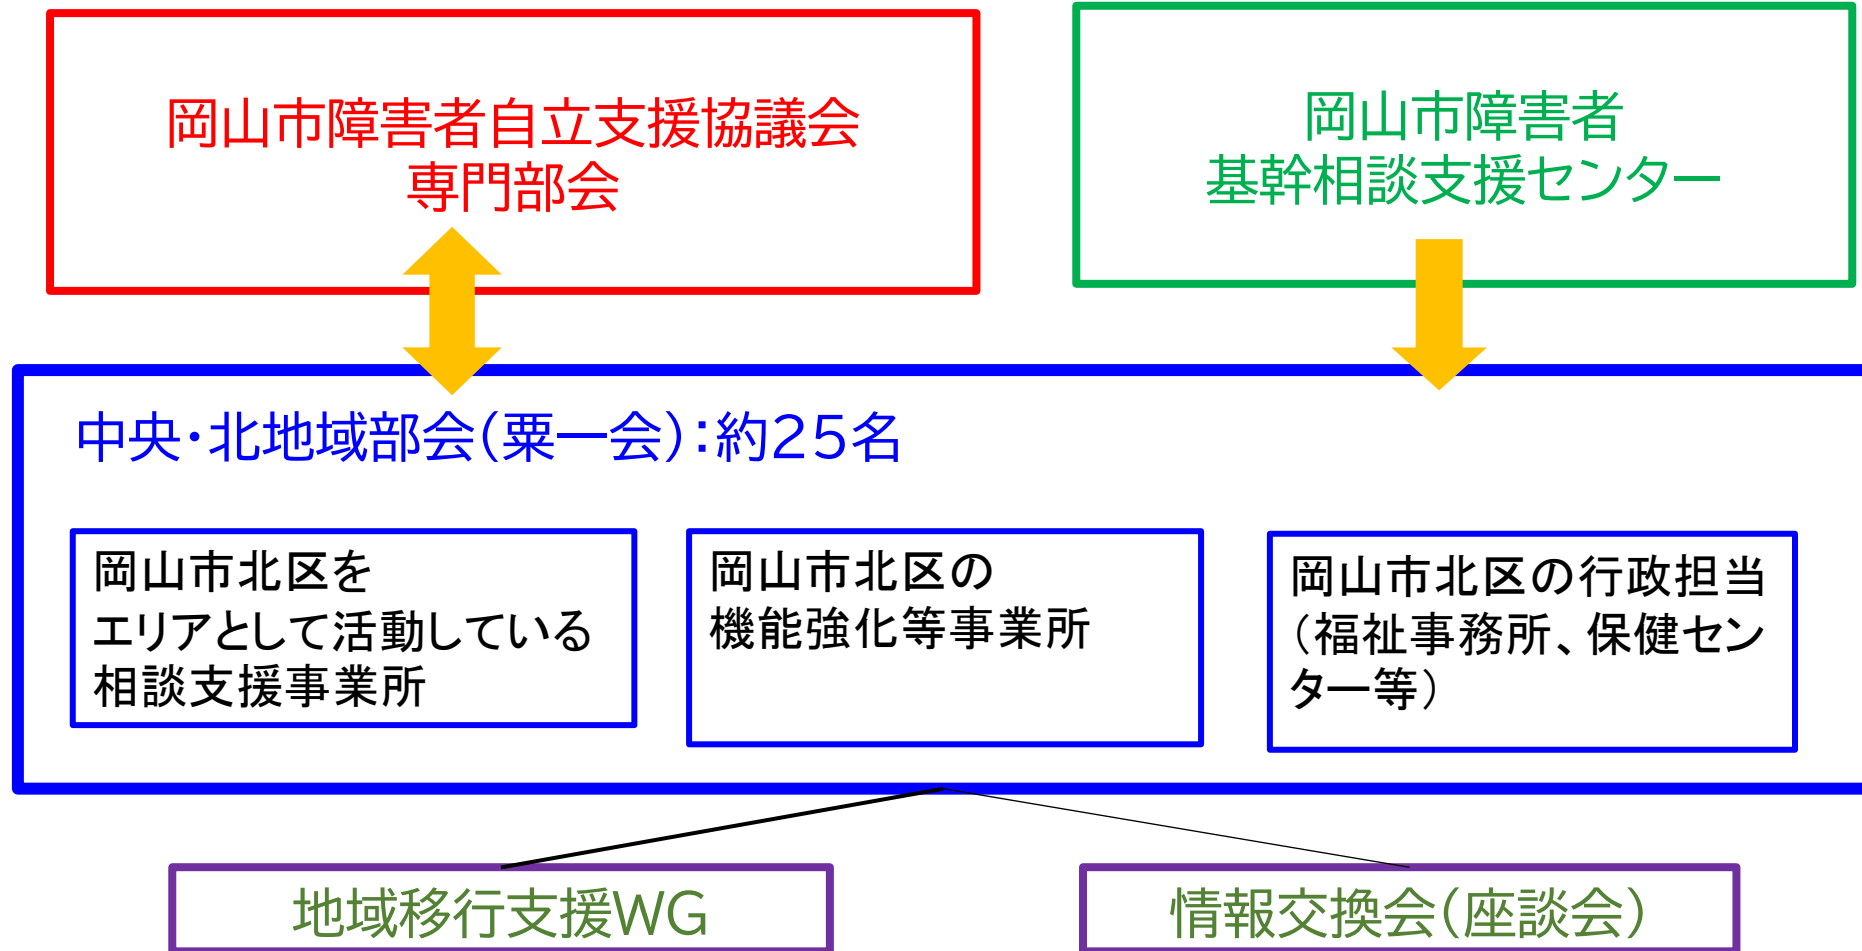 岡山市障害者自立支援協議会
専門部会
岡山市障害者
基幹相談支援センター
中央・北地域部会（粟一会）：約２５名
岡山市北区を
エリアとして活動している
相談支援事業所
岡山市北区の
機能強化等事業所
岡山市北区の行政担当
（福祉事務所、保健セン
ター等）
地域移行支援WG
情報交換会（座談会）